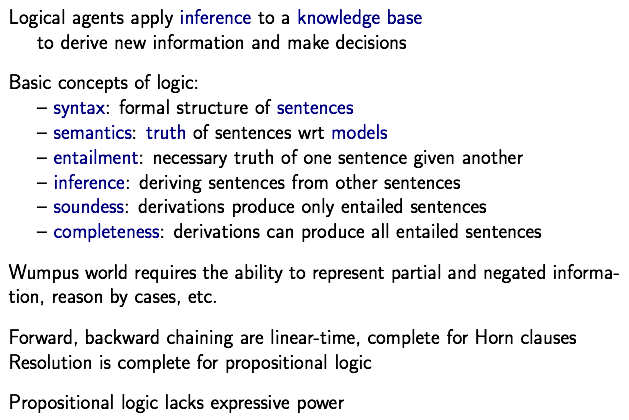 Logical agents apply inference to a knowledge base
to derive new information and make decisions
Basic concepts of logic:
– syntax: formal structure of sentences
– semantics: truth of sentences wrt models
– entailment: necessary truth of one sentence given another
– inference: deriving sentences from other sentences
– soundess: derivations produce only entailed sentences
– completeness: derivations can produce all entailed sentences
Wumpus world requires the ability to represent partial and negated informa-
tion, reason by cases, etc.
Forward, backward chaining are linear-time, complete for Horn clauses
Resolution is complete for propositional logic
Propositional logic lacks expressive power